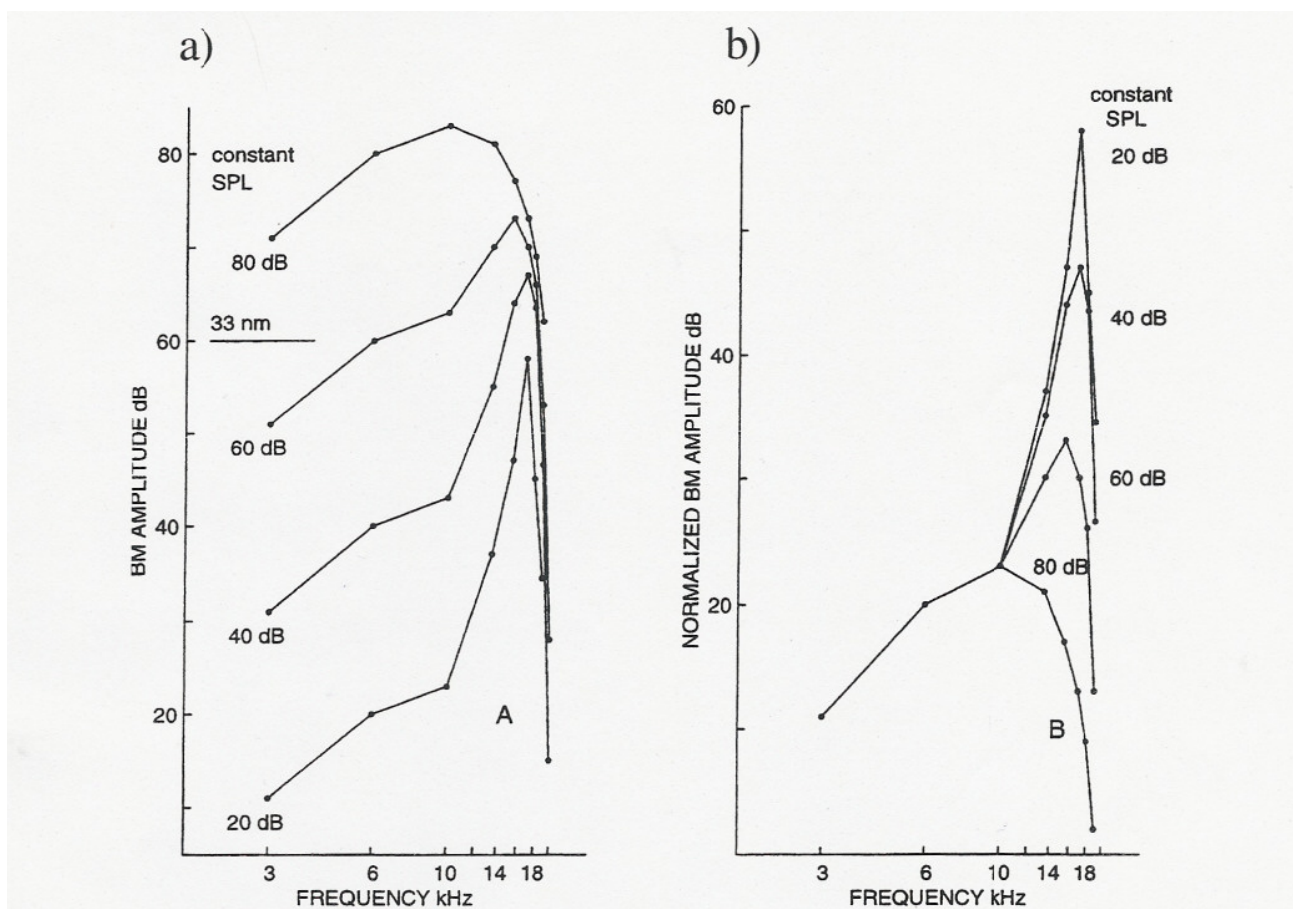 a)
80
60
40
20
BM AMPLITUDE dB
constant
SPL
80 dB
33 nm
60 dB
40 dB
20 dB
A
3 6 10 14 18
FREQUENCY kHz
b)
60
40
20
NORMALIZED BM AMPLITUDE dB
constant
SPL
20 dB
40 dB
60 dB
80 dB
B
3 6 10 14 18
FREQUENCY kHz